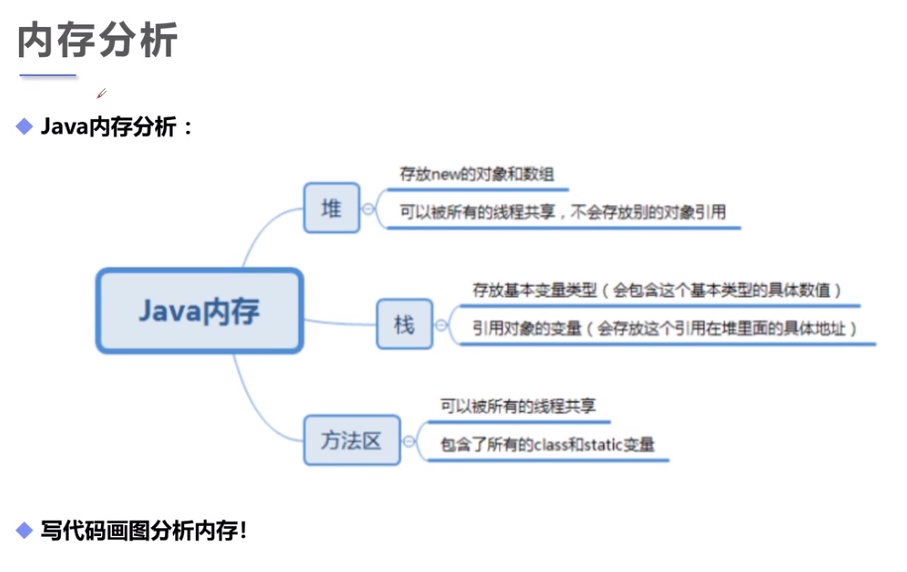 内存分析
Java内存分析：
Java内存
堆
存放new的对象和数组
可以被所有的线程共享，不会存放别的对象引用
栈
存放基本变量类型（会包含这个基本类型的具体数值）
引用对象的变量（会存放这个引用在堆里面的具体地址）
方法区
可以被所有的线程共享
包含了所有的class和static变量
写代码画图分析内存！